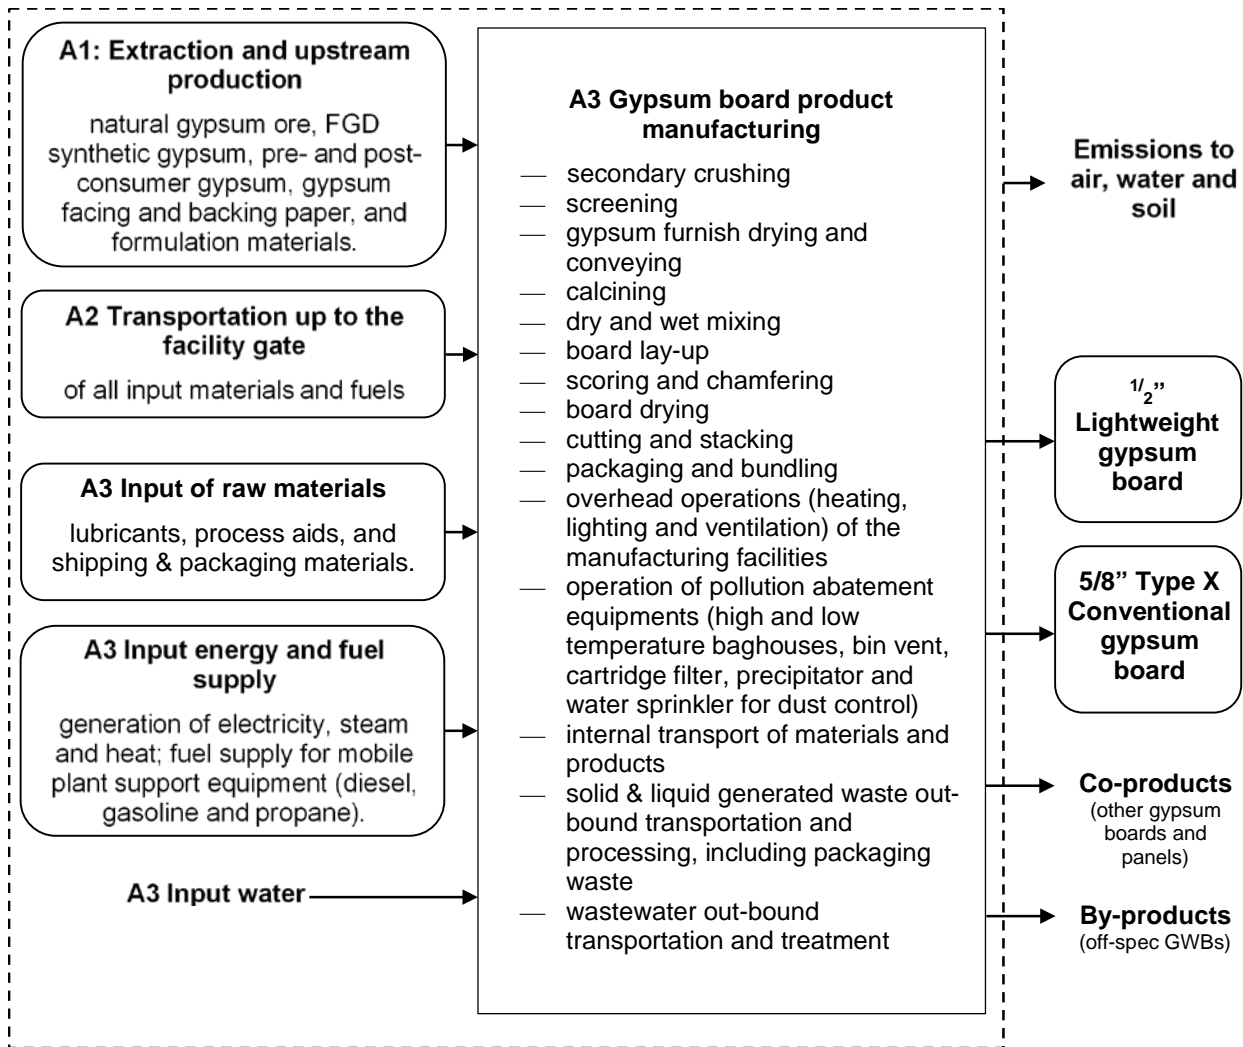 A1: Extraction and upstream
production
natural gypsum ore, FGD
synthetic gypsum, pre- and post-
consumer gypsum, gypsum
facing and backing paper, and
formulation materials.
A2 Transportation up to the
facility gate
of all input materials and fuels
A3 Input of raw materials
lubricants, process aids, and
shipping & packaging materials.
A3 Input energy and fuel
supply
generation of electricity, steam
and heat; fuel supply for mobile
plant support equipment (diesel,
gasoline and propane).
A3 Input water
A3 Gypsum board product
manufacturing
— secondary crushing
— screening
— gypsum furnish drying and
conveying
— calcining
— dry and wet mixing
— board lay-up
— scoring and chamfering
— board drying
— cutting and stacking
— packaging and bundling
— overhead operations (heating,
lighting and ventilation) of the
manufacturing facilities
— operation of pollution abatement
equipments (high and low
temperature baghouses, bin vent,
cartridge filter, precipitator and
water sprinkler for dust control)
— internal transport of materials and
products
— solid & liquid generated waste out-
bound transportation and
processing, including packaging
waste
— wastewater out-bound
transportation and treatment
Emissions to
air, water and
soil
1/2”
Lightweight
gypsum
board
5/8” Type X
Conventional
gypsum
board
Co-products
(other gypsum
boards and
panels)
By-products
(off-spec GWBs)